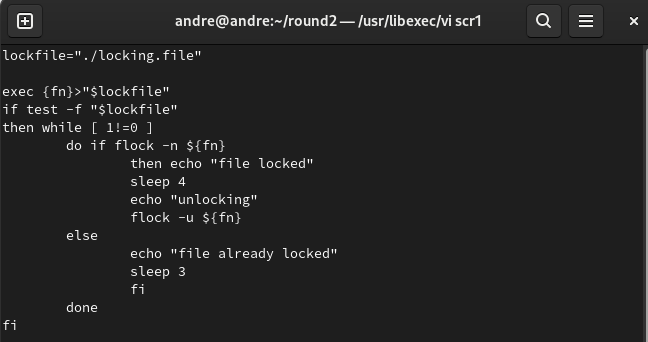 andre@andre:~/round2 — /usr/libexec/vi scr1
lockfile="./locking.file"

exec {fn}>"$lockfile"
if test -f "$lockfile"
then while [ 1!=0 ]
        do if flock -n ${fn}
                then echo "file locked"
                sleep 4
                echo "unlocking"
                flock -u ${fn}
        else
                echo "file already locked"
                sleep 3
                fi
        done
fi